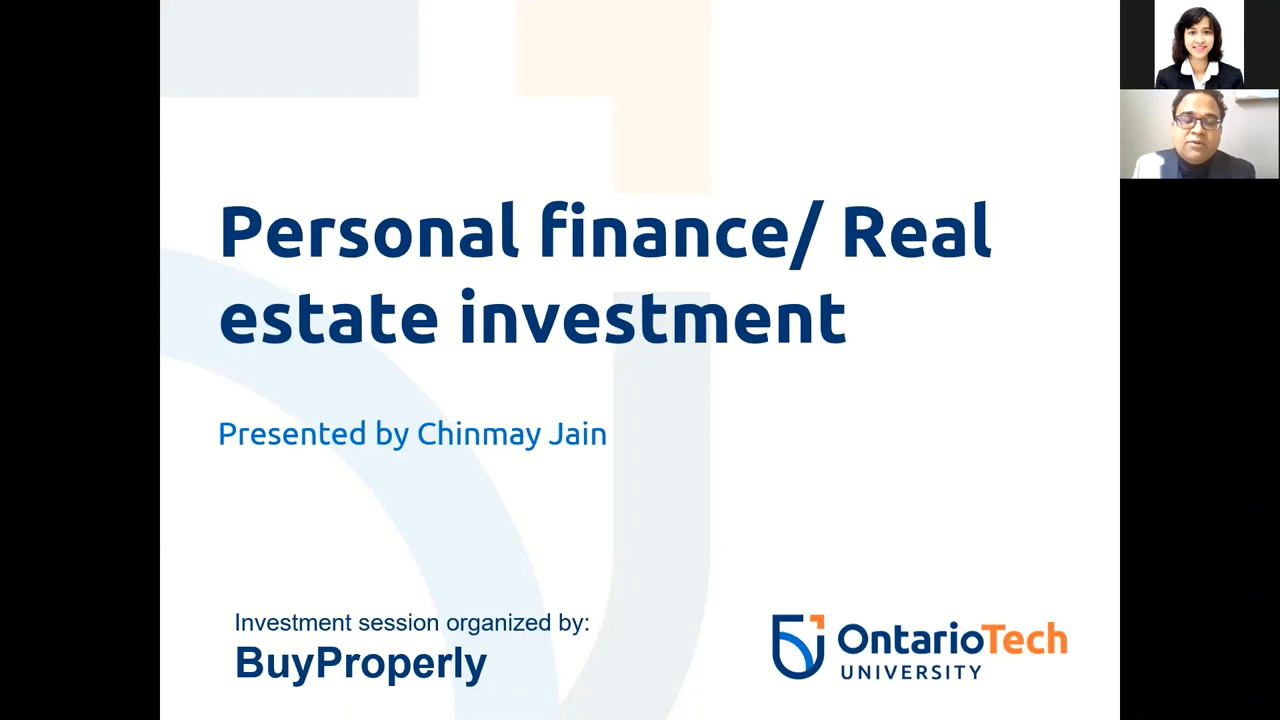 Personal finance/ Real
estate investment
Presented by Chinmay Jain
Investment session organized by:
BuyProperly
OntarioTech
UNIVERSITY